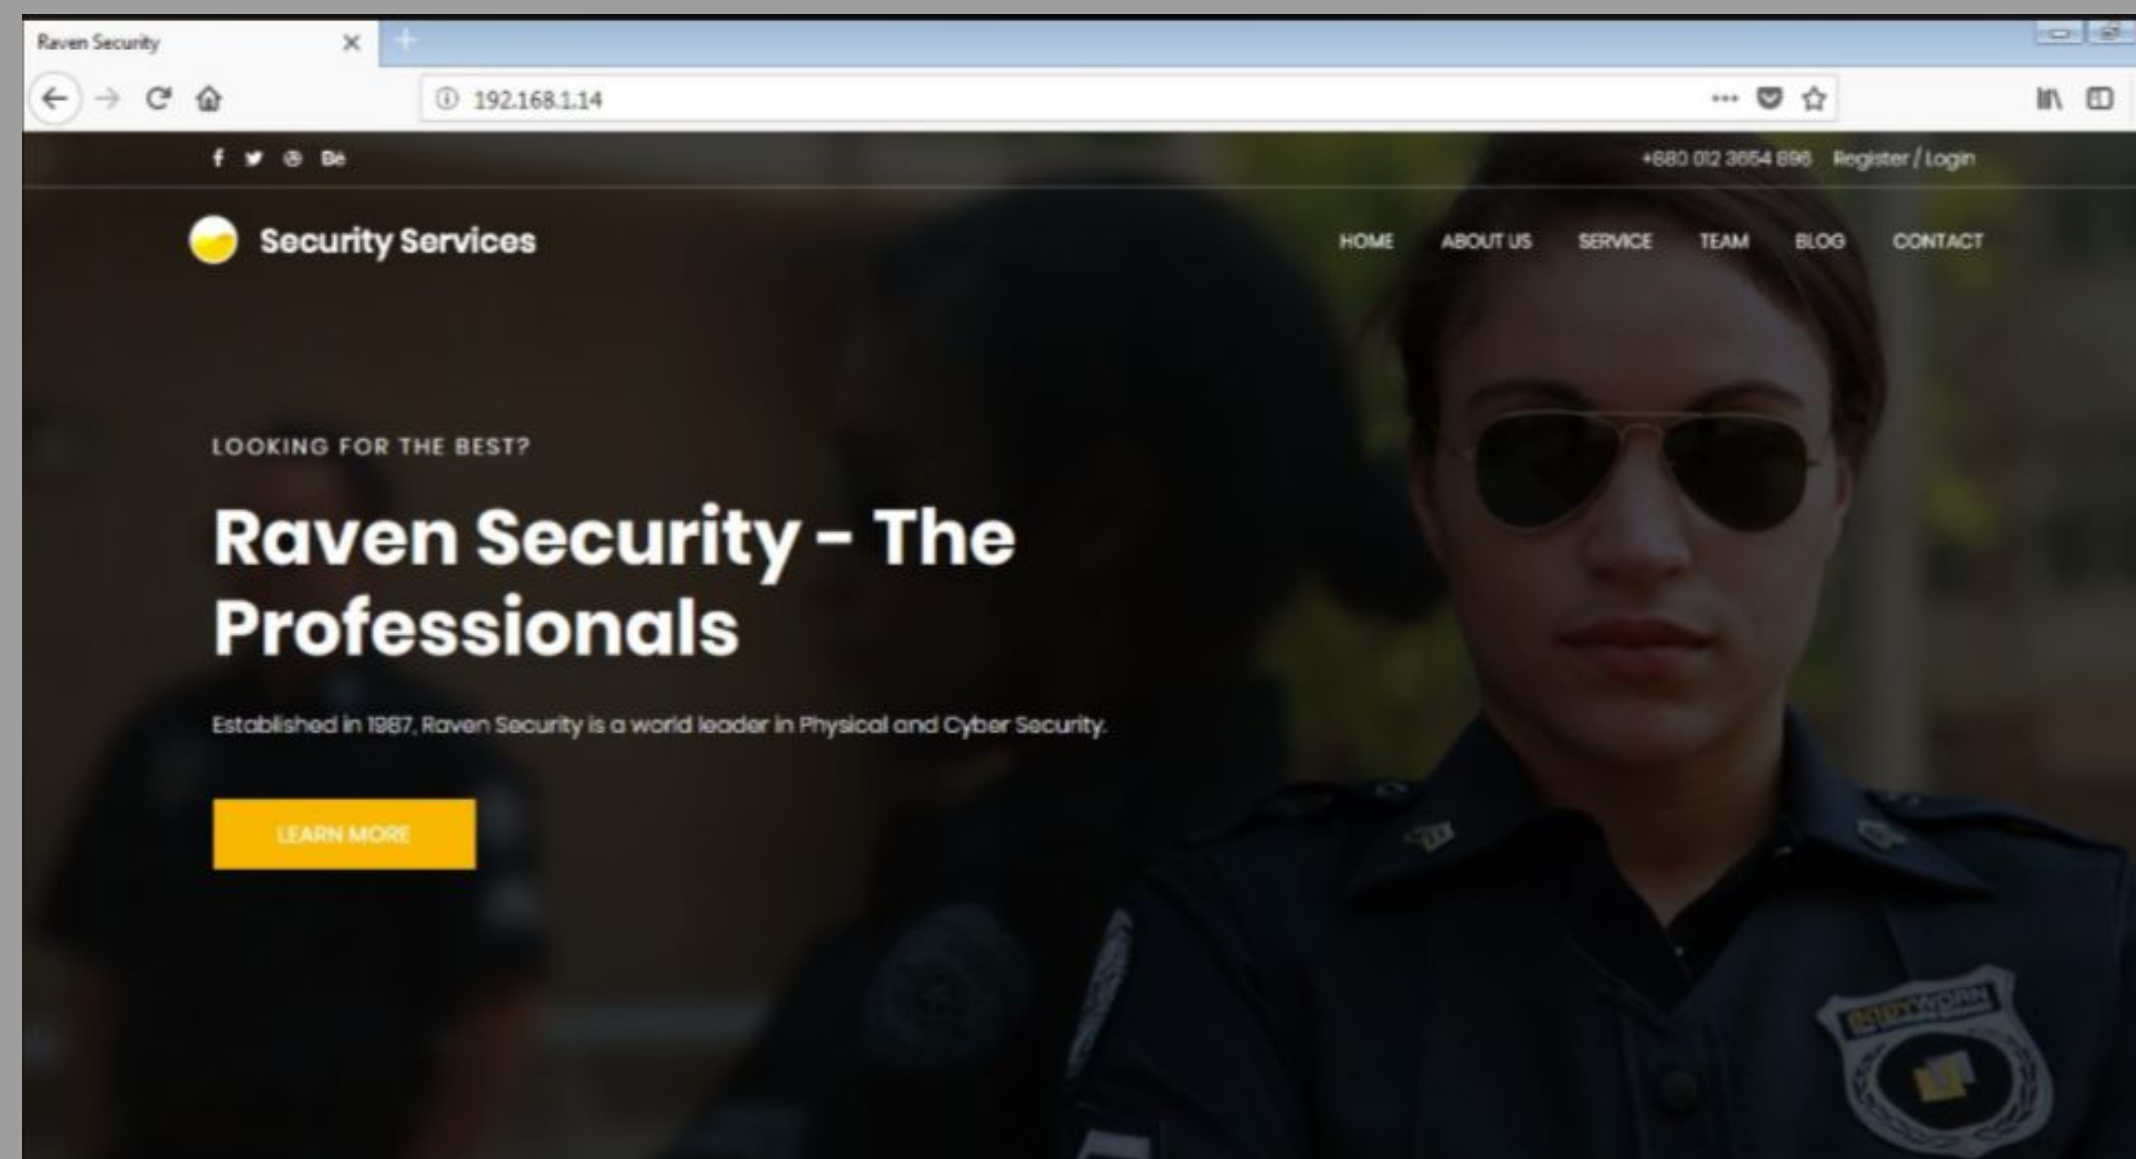 Raven Security
192.168.1.14
+880 012 3654 896 Register / Login
Security Services
HOME ABOUT US SERVICE TEAM BLOG CONTACT
LOOKING FOR THE BEST?
Raven Security - The
Professionals
Established in 1987, Raven Security is a world leader in Physical and Cyber Security.
LEARN MORE